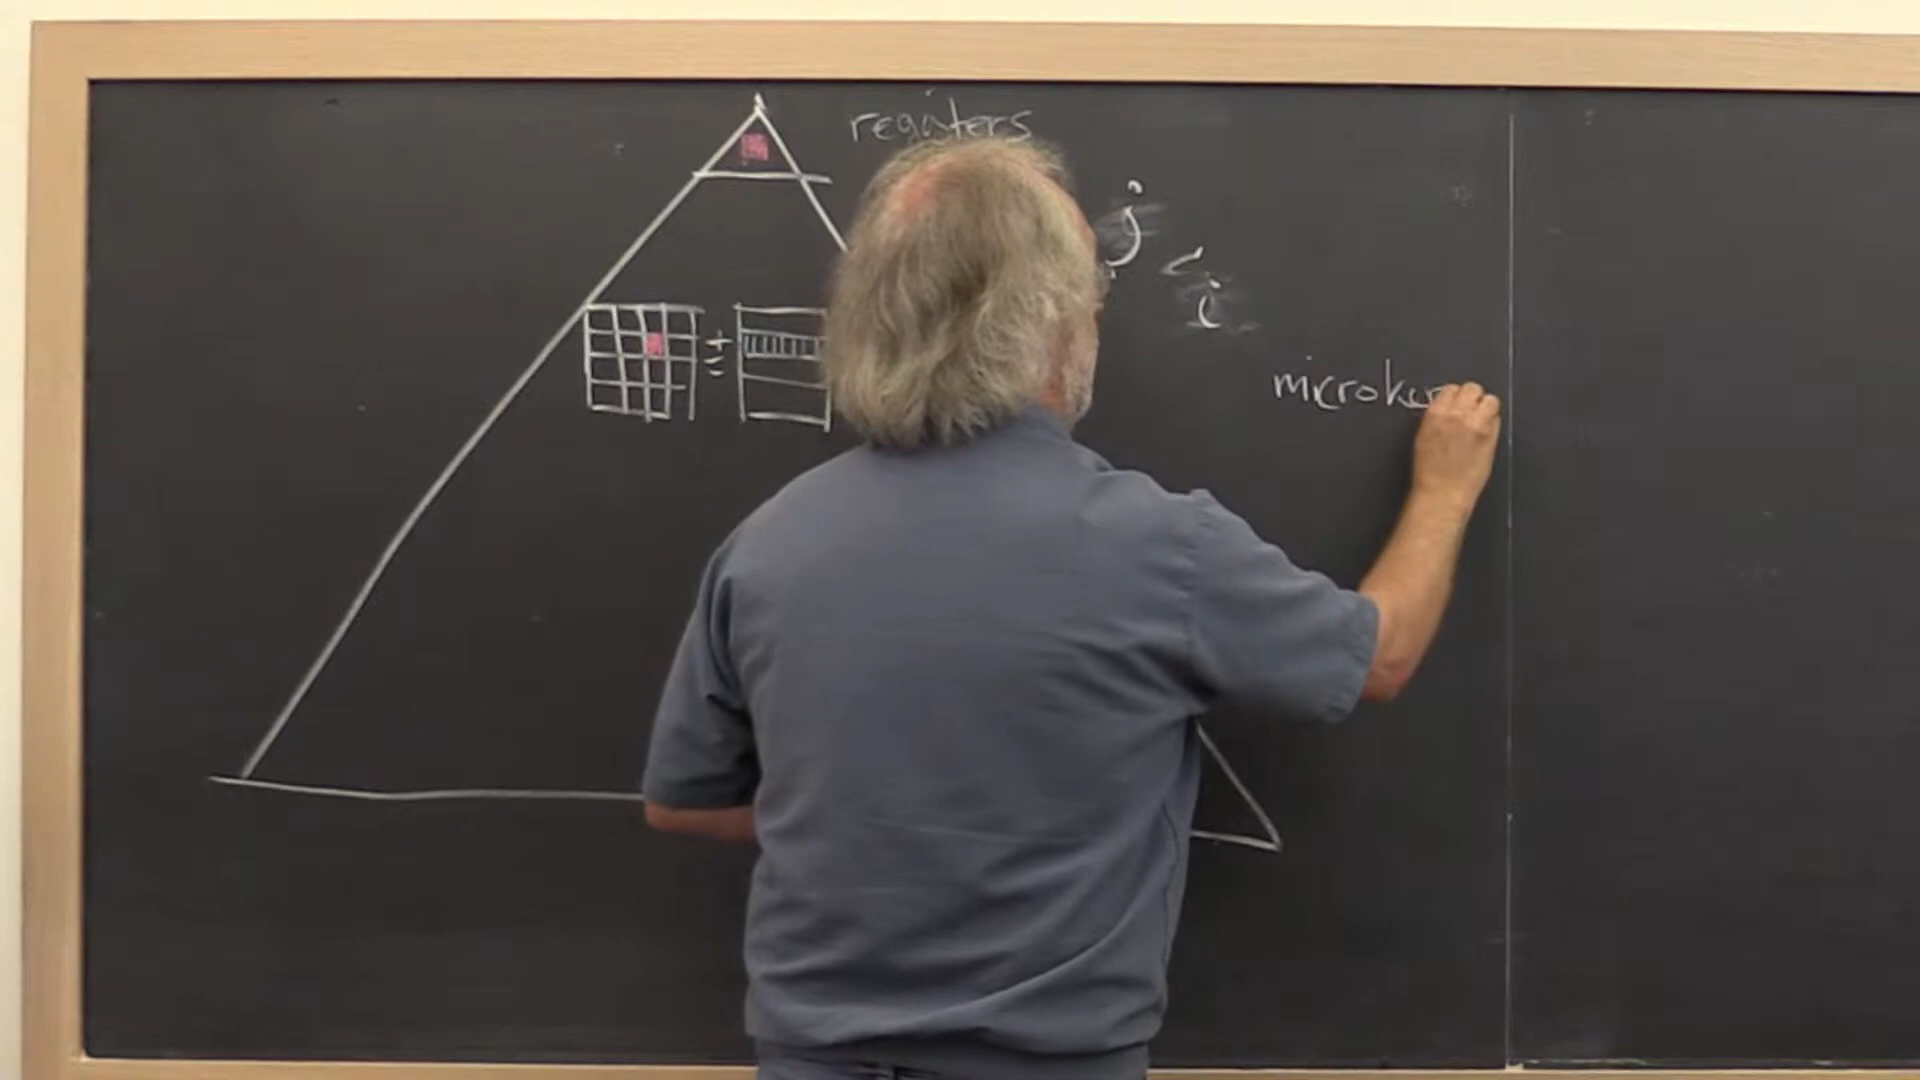 registers
+=
j
i
microker